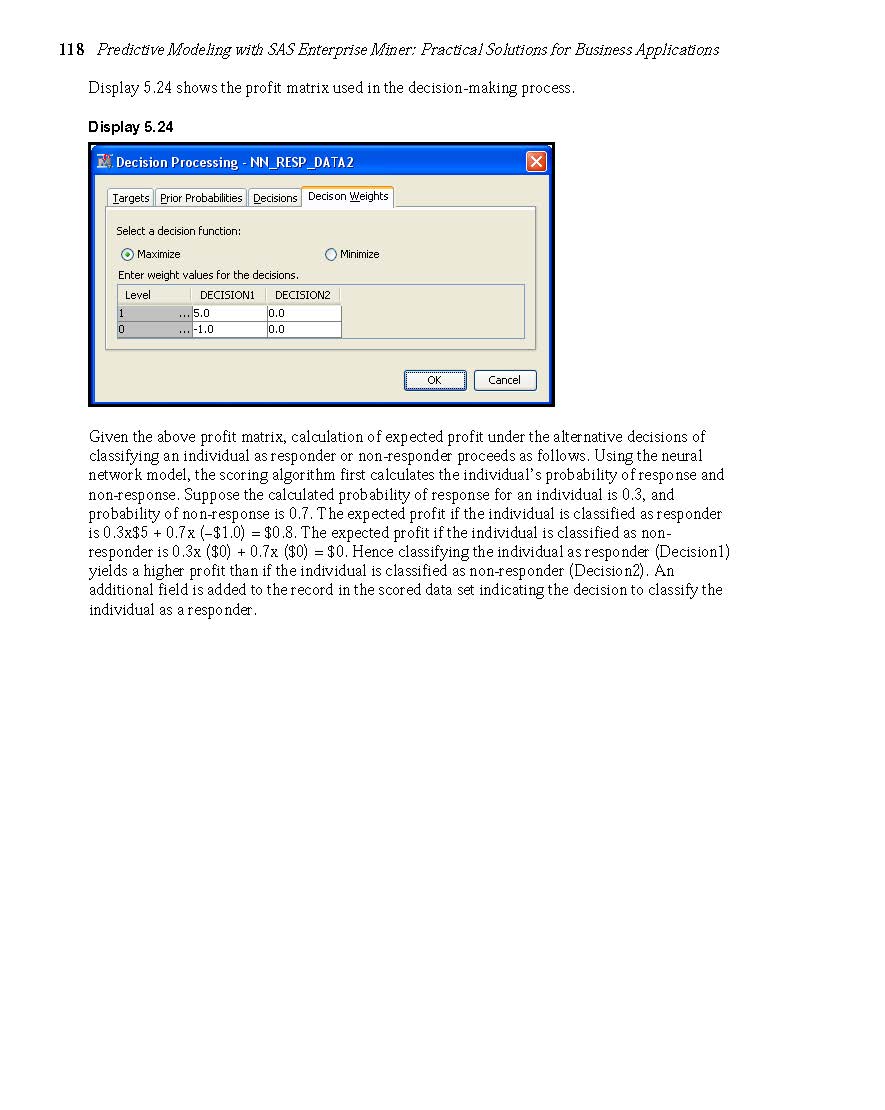 118 Predictive Modeling with SAS Enterprise Miner: Practical Solutions for Business Applications
Display 5.24 shows the profit matrix used in the decision-making process.
Display 5.24
Decision Processing - NN_RESP_DATA2
Targets Prior Probabilities Decisions Decison Weights
Select a decision function:
Maximize Minimize
Enter weight values for the decisions.
Level DECISION1 DECISION2
1 ... 5.0 0.0
0 ... -1.0 0.0
OK Cancel
Given the above profit matrix, calculation of expected profit under the alternative decisions of
classifying an individual as responder or non-responder proceeds as follows. Using the neural
network model, the scoring algorithm first calculates the individual's probability of response and
non-response. Suppose the calculated probability of response for an individual is 0.3, and
probability of non-response is 0.7. The expected profit if the individual is classified as responder
is 0.3x$5 + 0.7x (–$1.0) = $0.8. The expected profit if the individual is classified as non-
responder is 0.3x ($0) + 0.7x ($0) = $0. Hence classifying the individual as responder (Decision1)
yields a higher profit than if the individual is classified as non-responder (Decision2). An
additional field is added to the record in the scored data set indicating the decision to classify the
individual as a responder.